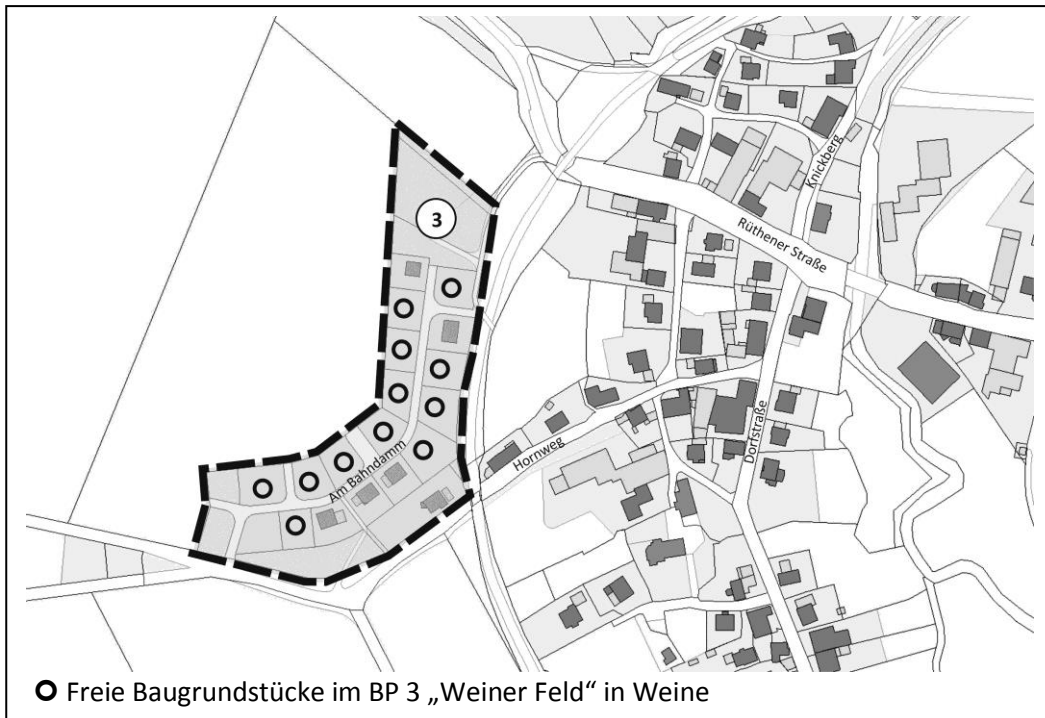 Knickberg
3
Rüthener Straße
Dorfstraße
Hornweg
Am Bahndamm
Freie Baugrundstücke im BP 3 „Weiner Feld“ in Weine